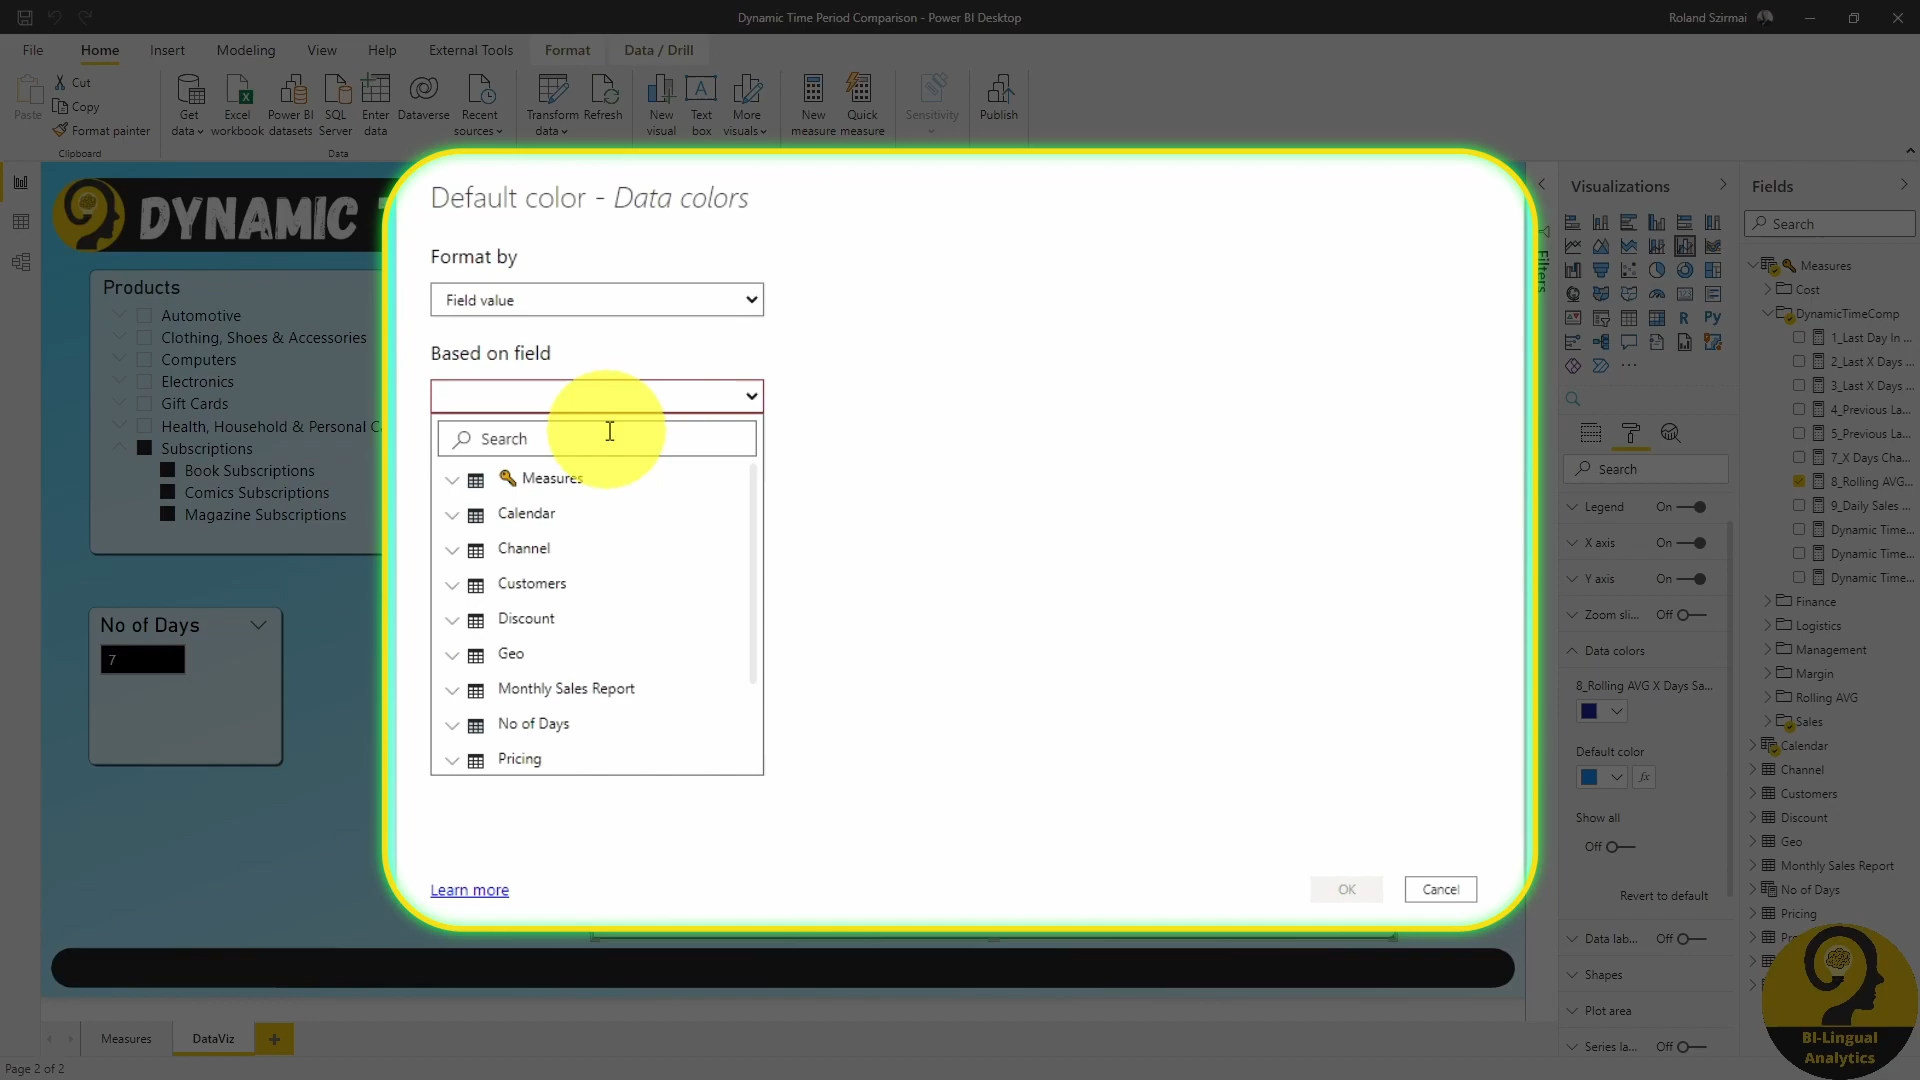 Dynamic Time Period Comparison - Power BI Desktop
Roland Szirmai
File
Home
Insert
Modeling
View
Help
External Tools
Format
Data / Drill
Paste
Cut
Copy
Format painter
Clipboard
Get data
Excel workbook
Power BI datasets
SQL Server
Enter data
Dataverse
Recent sources
Data
Transform data
Refresh
New visual
Text box
More visuals
New measure
Quick measure
Sensitivity
Publish
DYNAMIC
Products
Automotive
Clothing, Shoes & Accessories
Computers
Electronics
Gift Cards
Health, Household & Personal C
Subscriptions
Book Subscriptions
Comics Subscriptions
Magazine Subscriptions
No of Days
7
Default color - Data colors
Format by
Field value
Based on field
Search
Measures
Calendar
Channel
Customers
Discount
Geo
Monthly Sales Report
No of Days
Pricing
Learn more
OK
Cancel
Filters
Visualizations
R
Py
...
Search
Legend
On
X axis
On
Y axis
On
Zoom sli...
Off
Data colors
8_Rolling AVG X Days Sa...
Default color
fx
Show all
Off
Revert to default
Data lab...
Off
Shapes
Plot area
Series la...
Off
Fields
Search
Measures
Cost
DynamicTimeComp
1_Last Day In ...
2_Last X Days ...
3_Last X Days ...
4_Previous La...
5_Previous La...
7_X Days Cha...
8_Rolling AVG...
9_Daily Sales ...
Dynamic Time...
Dynamic Time...
Dynamic Time...
Finance
Logistics
Management
Margin
Rolling AVG
Sales
Calendar
Channel
Customers
Discount
Geo
Monthly Sales Report
No of Days
Pricing
BI-Lingual
Analytics
Measures
DataViz
Page 2 of 2